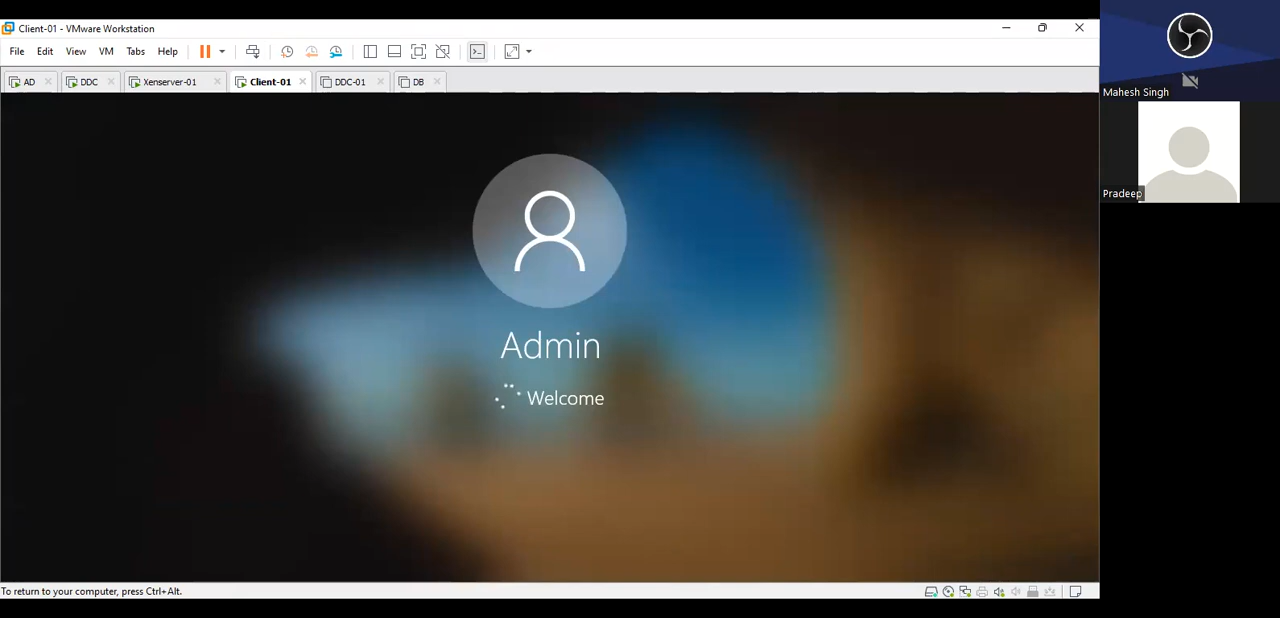 Client-01 - VMware Workstation
File Edit View VM Tabs Help
AD DDC Xenserver-01 Client-01 DDC-01 DB
Mahesh Singh
Pradeep
Admin
Welcome
To return to your computer, press Ctrl+Alt.